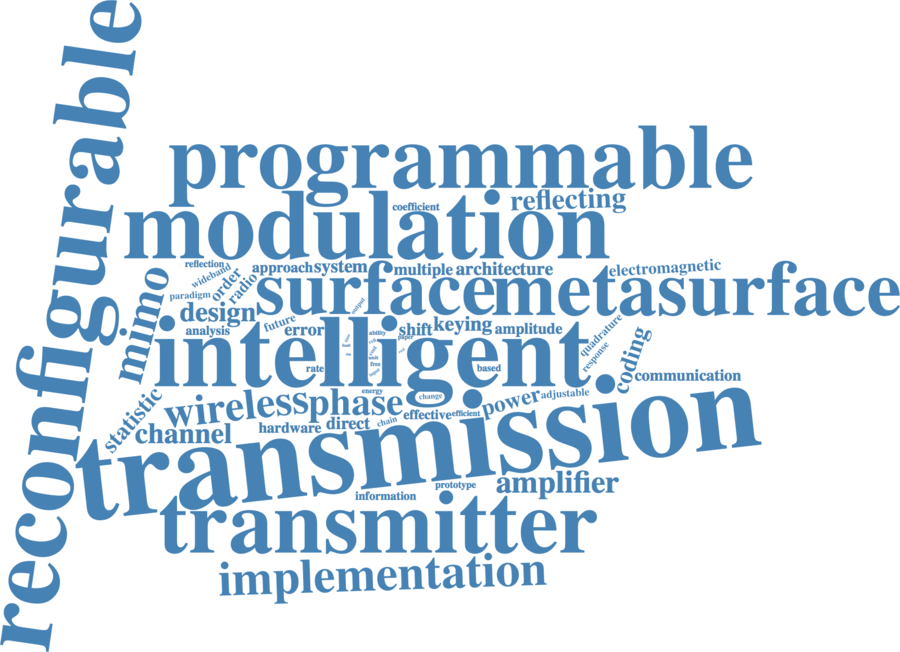 reconfigurable
programmable
reflecting
coefficient
modulation
reflection
wideband
approach
system
multiple
architecture
electromagnetic
paradigm
order
radio
mimo
surface
metasurface
output
design
future
analysis
error
ability
shift
keying
amplitude
quadrature
response
coding
intelligent
rate
free
based
communication
energy
change
statistic
wireless
phase
effective
efficient
power
adjustable
channel
hardware
direct
chain
transmission
information
prototype
amplifier
transmitter
implementation